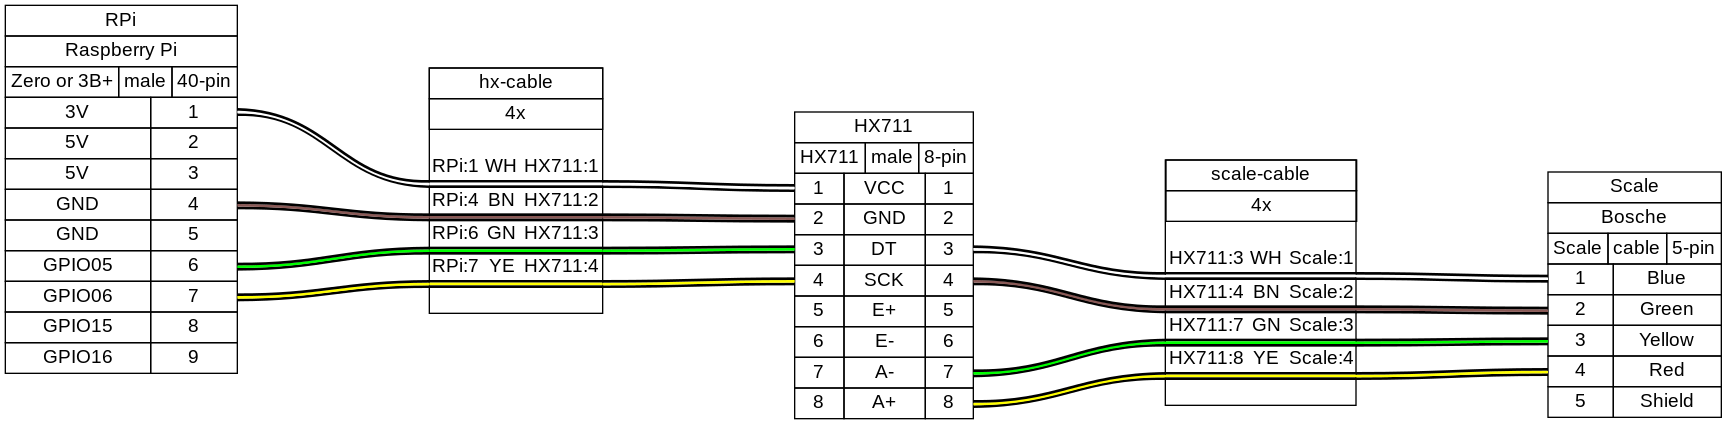 RPi
Raspberry Pi
Zero or 3B+ male 40-pin
3V 1
5V 2
5V 3
GND 4
GND 5
GPIO05 6
GPIO06 7
GPIO15 8
GPIO16 9
hx-cable
4x
RPi:1 WH HX711:1
RPi:4 BN HX711:2
RPi:6 GN HX711:3
RPi:7 YE HX711:4
HX711
HX711 male 8-pin
1 VCC 1
2 GND 2
3 DT 3
4 SCK 4
5 E+ 5
6 E- 6
7 A- 7
8 A+ 8
scale-cable
4x
HX711:3 WH Scale:1
HX711:4 BN Scale:2
HX711:7 GN Scale:3
HX711:8 YE Scale:4
Scale
Bosche
Scale cable 5-pin
1 Blue
2 Green
3 Yellow
4 Red
5 Shield